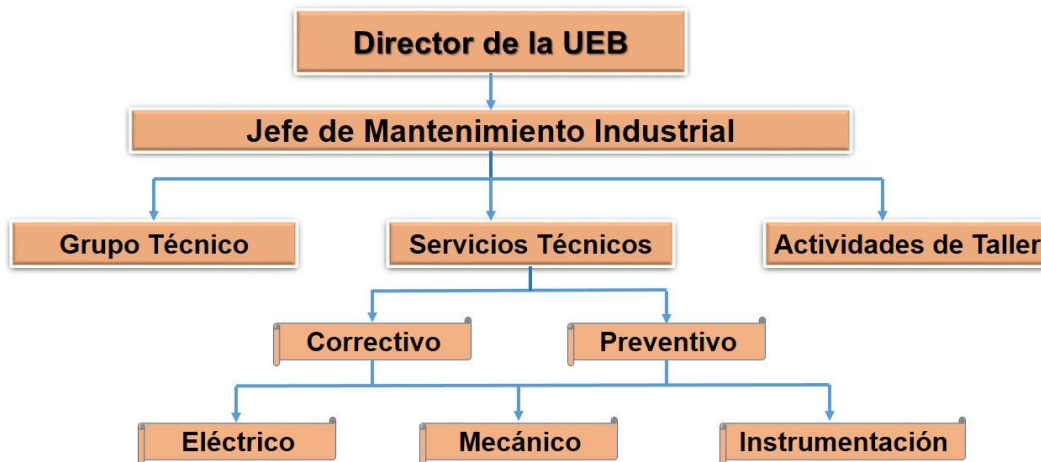 Director de la UEB
Jefe de Mantenimiento Industrial
Grupo Técnico
Servicios Técnicos
Actividades de Taller
Correctivo
Preventivo
Eléctrico
Mecánico
Instrumentación